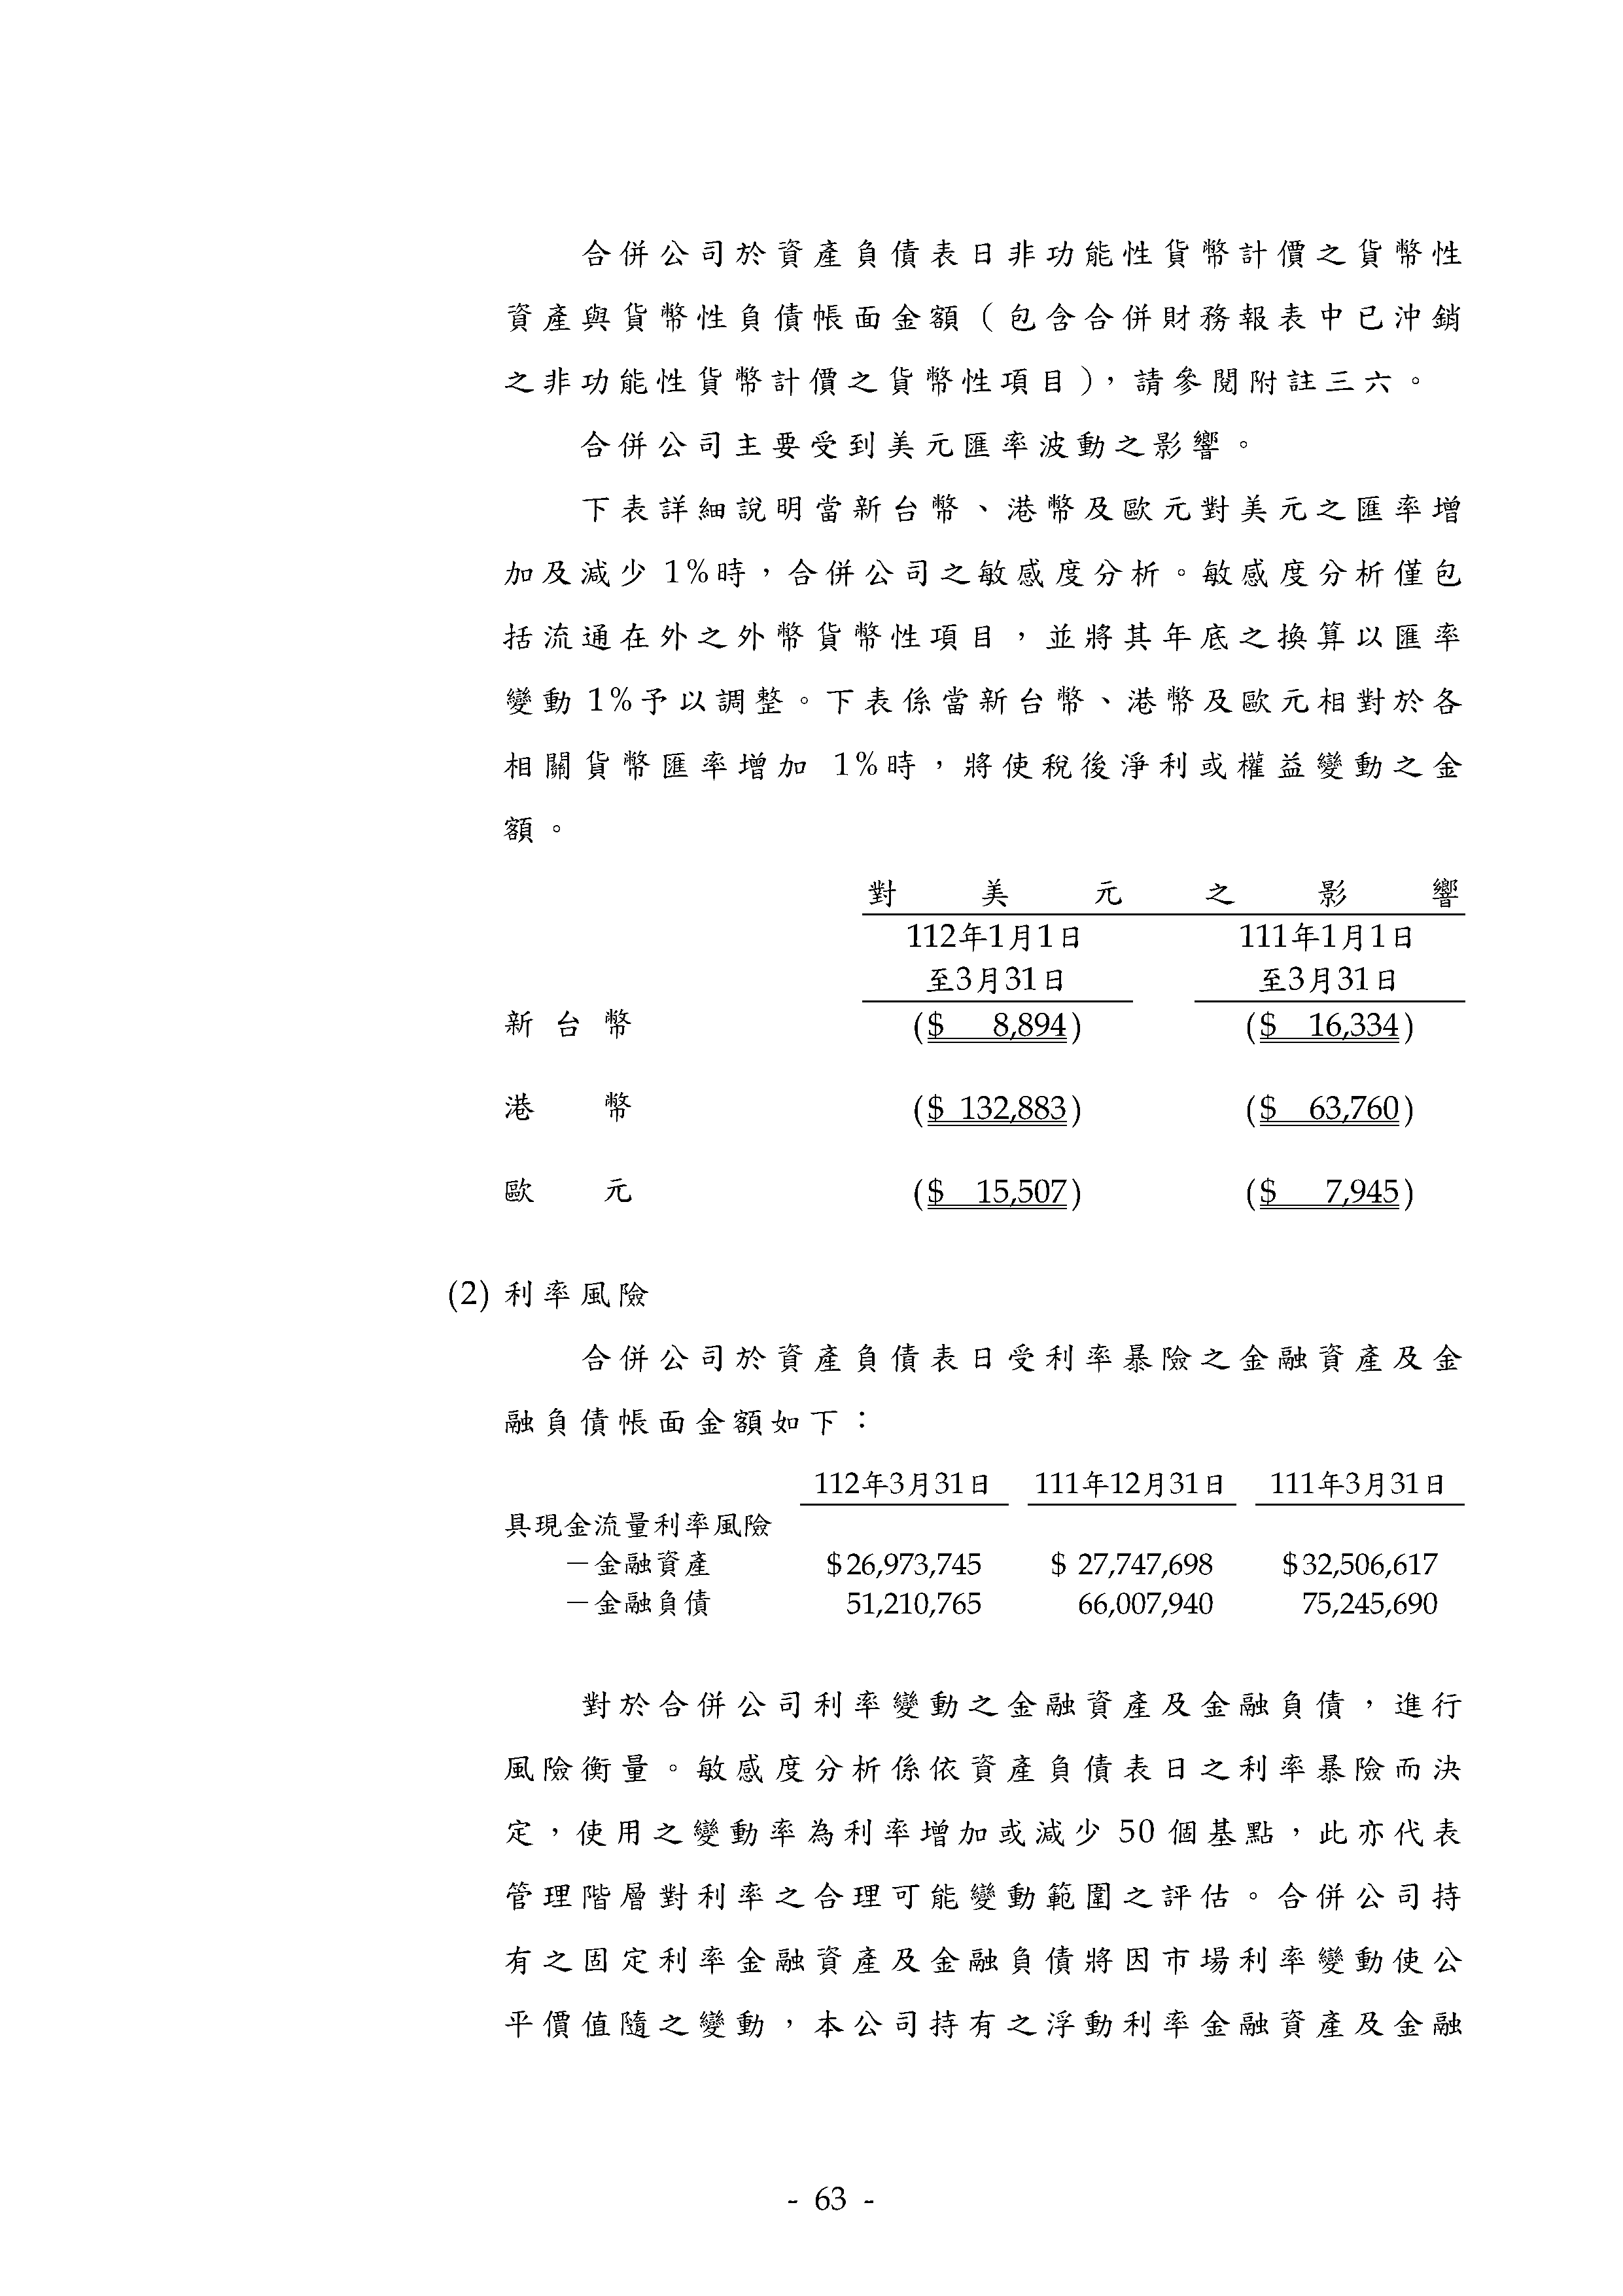 合併公司於資產負債表日非功能性貨幣計價之貨幣性
資產與貨幣性負債帳面金額（包含合併財務報表中已沖銷
之非功能性貨幣計價之貨幣性項目），請參閱附註三六。
合併公司主要受到美元匯率波動之影響。
下表詳細說明當新台幣、港幣及歐元對美元之匯率增
加及減少 1%時，合併公司之敏感度分析。敏感度分析僅包
括流通在外之外幣貨幣性項目，並將其年底之換算以匯率
變動 1%予以調整。下表係當新台幣、港幣及歐元相對於各
相關貨幣匯率增加 1%時，將使稅後淨利或權益變動之金
額。
對美元之影響
112年1月1日 111年1月1日
至3月31日 至3月31日
新台幣 ($ 8,894) ($ 16,334)
港幣 ($ 132,883) ($ 63,760)
歐元 ($ 15,507) ($ 7,945)
(2) 利率風險
合併公司於資產負債表日受利率暴險之金融資產及金
融負債帳面金額如下：
112年3月31日 111年12月31日 111年3月31日
具現金流量利率風險
－金融資產 $26,973,745 $ 27,747,698 $32,506,617
－金融負債 51,210,765 66,007,940 75,245,690
對於合併公司利率變動之金融資產及金融負債，進行
風險衡量。敏感度分析係依資產負債表日之利率暴險而決
定，使用之變動率為利率增加或減少 50 個基點，此亦代表
管理階層對利率之合理可能變動範圍之評估。合併公司持
有之固定利率金融資產及金融負債將因市場利率變動使公
平價值隨之變動，本公司持有之浮動利率金融資產及金融
- 63 -